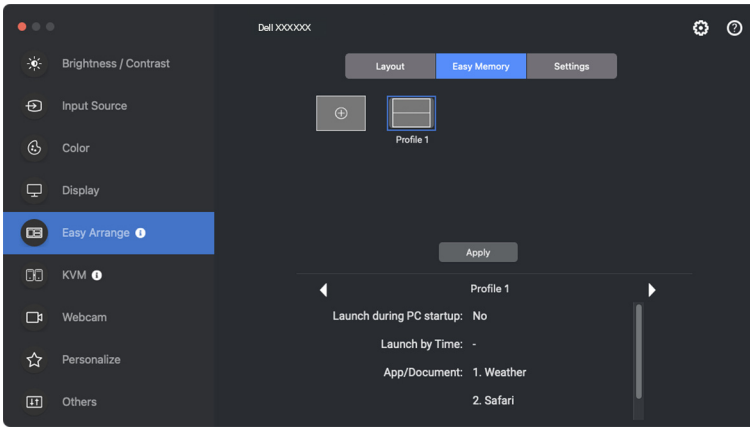 Dell XXXXXX
Brightness / Contrast
Input Source
Color
Display
Easy Arrange
KVM
Webcam
Personalize
Others
Layout
Easy Memory
Settings
Profile 1
Apply
Profile 1
Launch during PC startup: No
Launch by Time: -
App/Document: 1. Weather
2. Safari